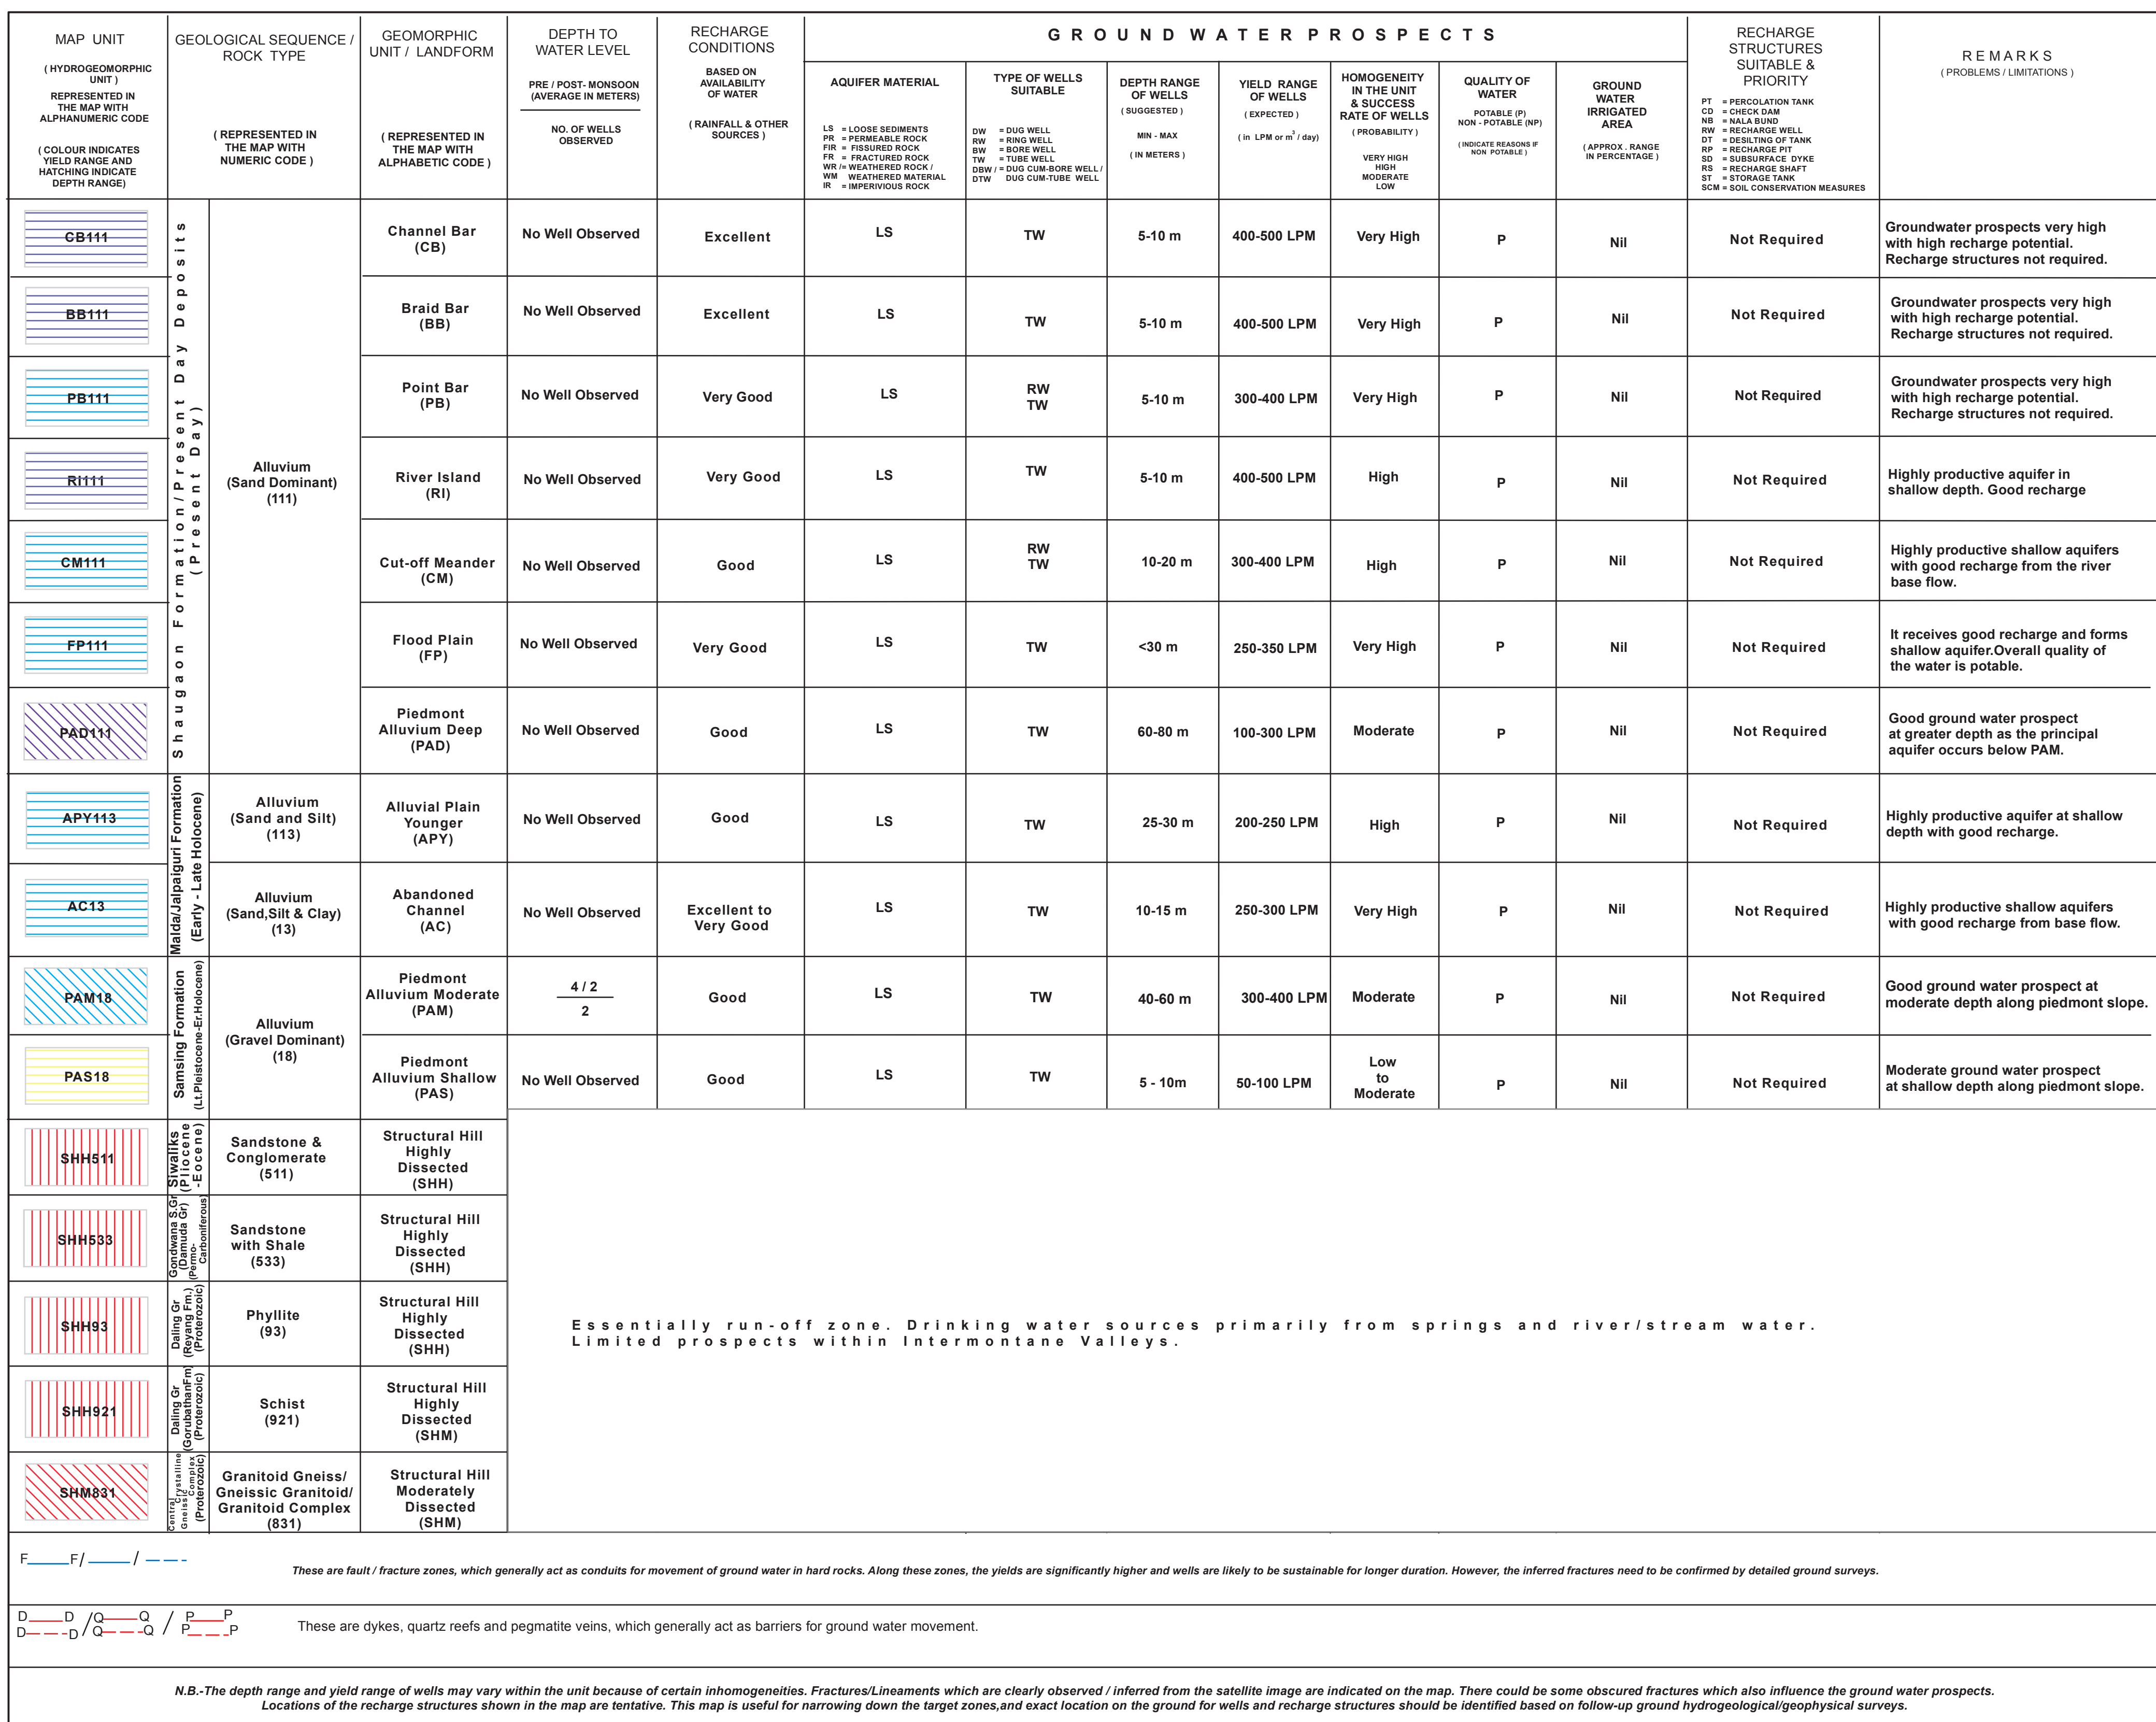 MAP UNIT
( HYDROGEOMORPHIC
UNIT )
REPRESENTED IN
THE MAP WITH
ALPHANUMERIC CODE
( COLOUR INDICATES
YIELD RANGE AND
HATCHING INDICATE
DEPTH RANGE)
GEOLOGICAL SEQUENCE /
ROCK TYPE
( REPRESENTED IN
THE MAP WITH
NUMERIC CODE )
GEOMORPHIC
UNIT / LANDFORM
( REPRESENTED IN
THE MAP WITH
ALPHABETIC CODE )
DEPTH TO
WATER LEVEL
PRE / POST- MONSOON
(AVERAGE IN METERS)
NO. OF WELLS
OBSERVED
RECHARGE
CONDITIONS
BASED ON
AVAILABILITY
OF WATER
( RAINFALL & OTHER
SOURCES )
GROUND WATER PROSPECTS
AQUIFER MATERIAL
LS = LOOSE SEDIMENTS
PR = PERMEABLE ROCK
FIR = FISSURED ROCK
FR = FRACTURED ROCK
WR /= WEATHERED ROCK /
WM WEATHERED MATERIAL
IR = IMPERIVIOUS ROCK
TYPE OF WELLS
SUITABLE
DW = DUG WELL
RW = RING WELL
BW = BORE WELL
TW = TUBE WELL
DBW / = DUG CUM-BORE WELL /
DTW DUG CUM-TUBE WELL
DEPTH RANGE
OF WELLS
( SUGGESTED )
MIN - MAX
( IN METERS )
YIELD RANGE
OF WELLS
( EXPECTED )
( in LPM or m³ / day)
HOMOGENEITY
IN THE UNIT
& SUCCESS
RATE OF WELLS
( PROBABILITY )
VERY HIGH
HIGH
MODERATE
LOW
QUALITY OF
WATER
POTABLE (P)
NON - POTABLE (NP)
( INDICATE REASONS IF
NON POTABLE )
GROUND
WATER
IRRIGATED
AREA
( APPROX . RANGE
IN PERCENTAGE )
RECHARGE
STRUCTURES
SUITABLE &
PRIORITY
PT = PERCOLATION TANK
CD = CHECK DAM
NB = NALA BUND
RW = RECHARGE WELL
DT = DESILTING OF TANK
RP = RECHARGE PIT
SD = SUBSURFACE DYKE
RS = RECHARGE SHAFT
ST = STORAGE TANK
SCM = SOIL CONSERVATION MEASURES
REMARKS
( PROBLEMS / LIMITATIONS )
Shaugaon Formation/Present Day Deposits
(Present Day)
Alluvium
(Sand Dominant)
(111)
CB111
Channel Bar
(CB)
No Well Observed
Excellent
LS
TW
5-10 m
400-500 LPM
Very High
P
Nil
Not Required
Groundwater prospects very high
with high recharge potential.
Recharge structures not required.
BB111
Braid Bar
(BB)
No Well Observed
Excellent
LS
TW
5-10 m
400-500 LPM
Very High
P
Nil
Not Required
Groundwater prospects very high
with high recharge potential.
Recharge structures not required.
PB111
Point Bar
(PB)
No Well Observed
Very Good
LS
RW
TW
5-10 m
300-400 LPM
Very High
P
Nil
Not Required
Groundwater prospects very high
with high recharge potential.
Recharge structures not required.
RI111
River Island
(RI)
No Well Observed
Very Good
LS
TW
5-10 m
400-500 LPM
High
P
Nil
Not Required
Highly productive aquifer in
shallow depth. Good recharge
CM111
Cut-off Meander
(CM)
No Well Observed
Good
LS
RW
TW
10-20 m
300-400 LPM
High
P
Nil
Not Required
Highly productive shallow aquifers
with good recharge from the river
base flow.
FP111
Flood Plain
(FP)
No Well Observed
Very Good
LS
TW
<30 m
250-350 LPM
Very High
P
Nil
Not Required
It receives good recharge and forms
shallow aquifer.Overall quality of
the water is potable.
PAD111
Piedmont
Alluvium Deep
(PAD)
No Well Observed
Good
LS
TW
60-80 m
100-300 LPM
Moderate
P
Nil
Not Required
Good ground water prospect
at greater depth as the principal
aquifer occurs below PAM.
Malda/Jalpaiguri Formation
(Early - Late Holocene)
APY113
Alluvium
(Sand and Silt)
(113)
Alluvial Plain
Younger
(APY)
No Well Observed
Good
LS
TW
25-30 m
200-250 LPM
High
P
Nil
Not Required
Highly productive aquifer at shallow
depth with good recharge.
AC13
Alluvium
(Sand,Silt & Clay)
(13)
Abandoned
Channel
(AC)
No Well Observed
Excellent to
Very Good
LS
TW
10-15 m
250-300 LPM
Very High
P
Nil
Not Required
Highly productive shallow aquifers
with good recharge from base flow.
Samsing Formation
(Lt.Pleistocene-Er.Holocene)
Alluvium
(Gravel Dominant)
(18)
PAM18
Piedmont
Alluvium Moderate
(PAM)
4 / 2
2
Good
LS
TW
40-60 m
300-400 LPM
Moderate
P
Nil
Not Required
Good ground water prospect at
moderate depth along piedmont slope.
PAS18
Piedmont
Alluvium Shallow
(PAS)
No Well Observed
Good
LS
TW
5 - 10m
50-100 LPM
Low
to
Moderate
P
Nil
Not Required
Moderate ground water prospect
at shallow depth along piedmont slope.
SHH511
Siwaliks
(Pliocene
-Eocene)
Sandstone &
Conglomerate
(511)
Structural Hill
Highly
Dissected
(SHH)
SHH533
Gondwana S.Gr
(Damuda Gr)
(Permo-
Carboniferous)
Sandstone
with Shale
(533)
Structural Hill
Highly
Dissected
(SHH)
SHH93
Daling Gr
(Reyang Fm.)
(Proterozoic)
Phyllite
(93)
Structural Hill
Highly
Dissected
(SHH)
Essentially run-off zone. Drinking water sources primarily from springs and river/stream water.
Limited prospects within Intermontane Valleys.
SHH921
Daling Gr
(GorubathanFm)
(Proterozoic)
Schist
(921)
Structural Hill
Highly
Dissected
(SHM)
SHM831
Central Crystalline
Gneissic Complex
(Proterozoic)
Granitoid Gneiss/
Gneissic Granitoid/
Granitoid Complex
(831)
Structural Hill
Moderately
Dissected
(SHM)
F F/ /
These are fault / fracture zones, which generally act as conduits for movement of ground water in hard rocks. Along these zones, the yields are significantly higher and wells are likely to be sustainable for longer duration. However, the inferred fractures need to be confirmed by detailed ground surveys.
D D /Q Q / P P
D D Q Q P P
These are dykes, quartz reefs and pegmatite veins, which generally act as barriers for ground water movement.
N.B.-The depth range and yield range of wells may vary within the unit because of certain inhomogeneities. Fractures/Lineaments which are clearly observed / inferred from the satellite image are indicated on the map. There could be some obscured fractures which also influence the ground water prospects.
Locations of the recharge structures shown in the map are tentative. This map is useful for narrowing down the target zones,and exact location on the ground for wells and recharge structures should be identified based on follow-up ground hydrogeological/geophysical surveys.